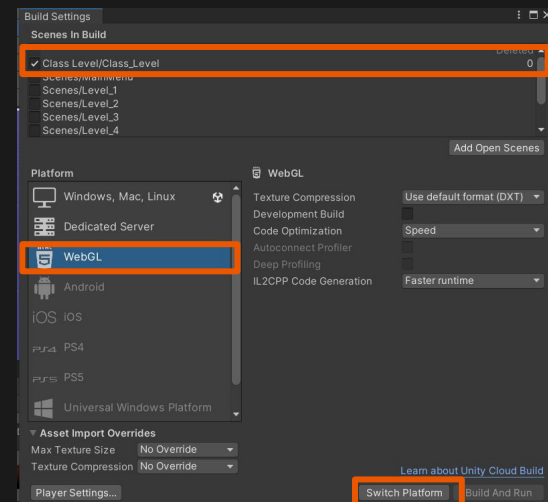 Build Settings
Scenes In Build
Deleted
Class Level/Class_Level 0
Scenes/MainMenu
Scenes/Level_1
Scenes/Level_2
Scenes/Level_3
Scenes/Level_4
Add Open Scenes
Platform
Windows, Mac, Linux
Dedicated Server
WebGL
Android
iOS iOS
PS4
PS5
Universal Windows Platform
WebGL
Texture Compression Use default format (DXT)
Development Build
Code Optimization Speed
Autoconnect Profiler
Deep Profiling
IL2CPP Code Generation Faster runtime
Asset Import Overrides
Max Texture Size No Override
Texture Compression No Override
Learn about Unity Cloud Build
Player Settings... Switch Platform Build And Run